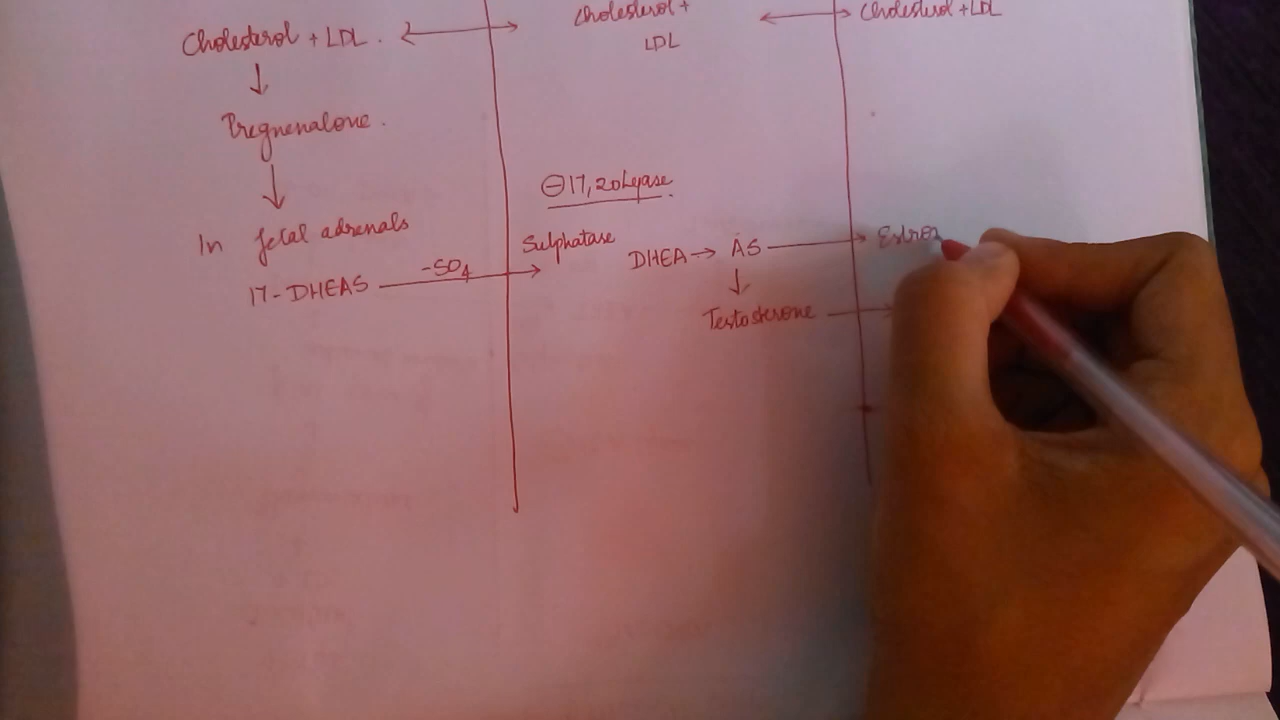 Cholesterol + LDL.
Cholesterol +
LDL
Cholesterol + LDL
Pregnenalone.
In fetal adrenals
17-DHEAS
-SO4
⊖17,20 Lyase.
Sulphatase
DHEA → AS
Testosterone
Estro